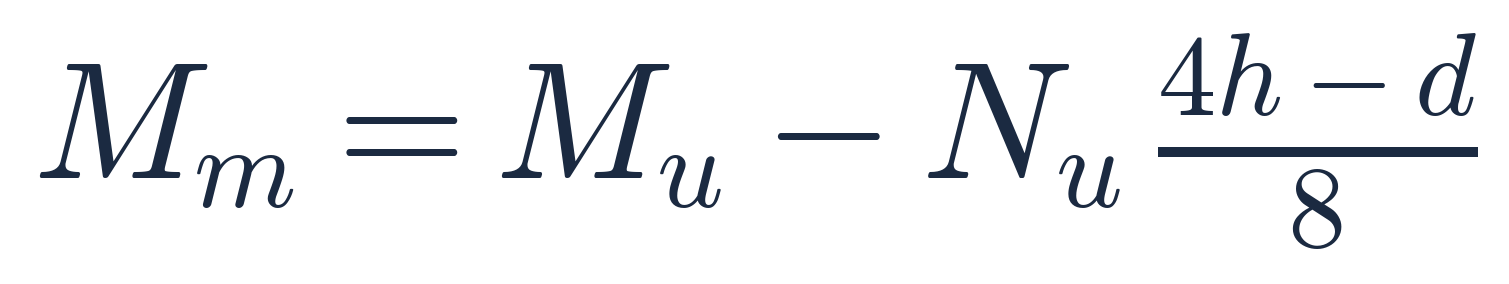 $M_m = M_u - N_u \frac{4h - d}{8}$